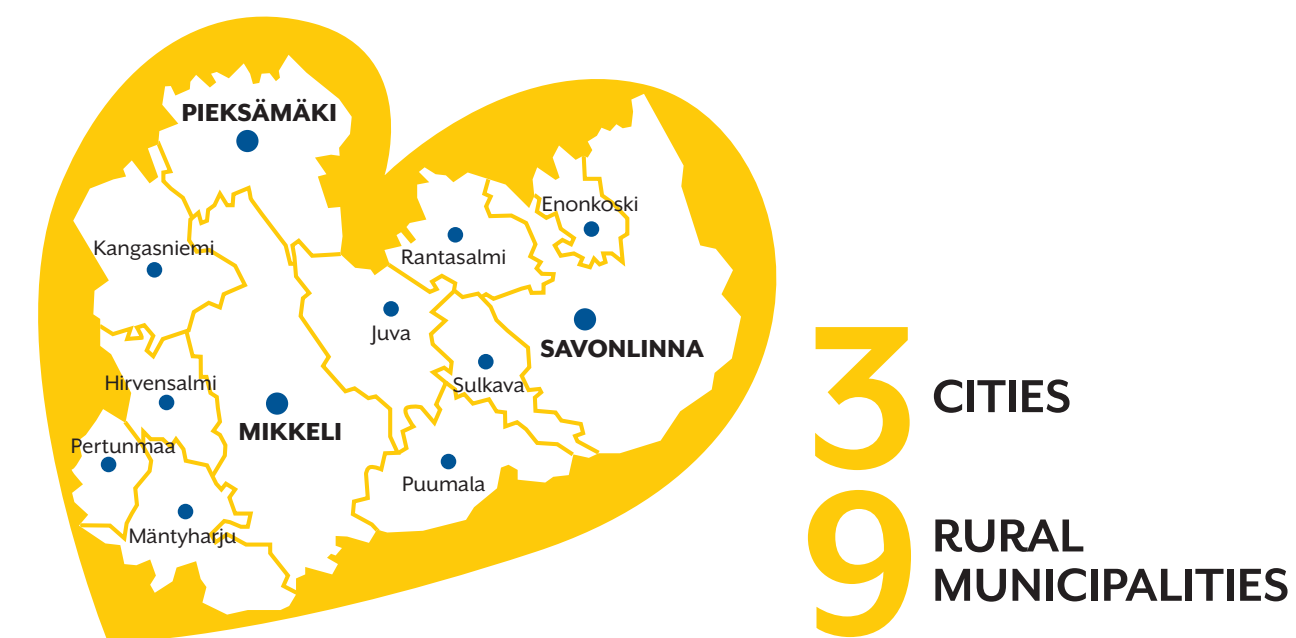 PIEKSÄMÄKI
Enonkoski
Kangasniemi
Rantasalmi
Juva
SAVONLINNA
Hirvensalmi
Sulkava
MIKKELI
Pertunmaa
Puumala
Mäntyharju
3 CITIES
9 RURAL
MUNICIPALITIES